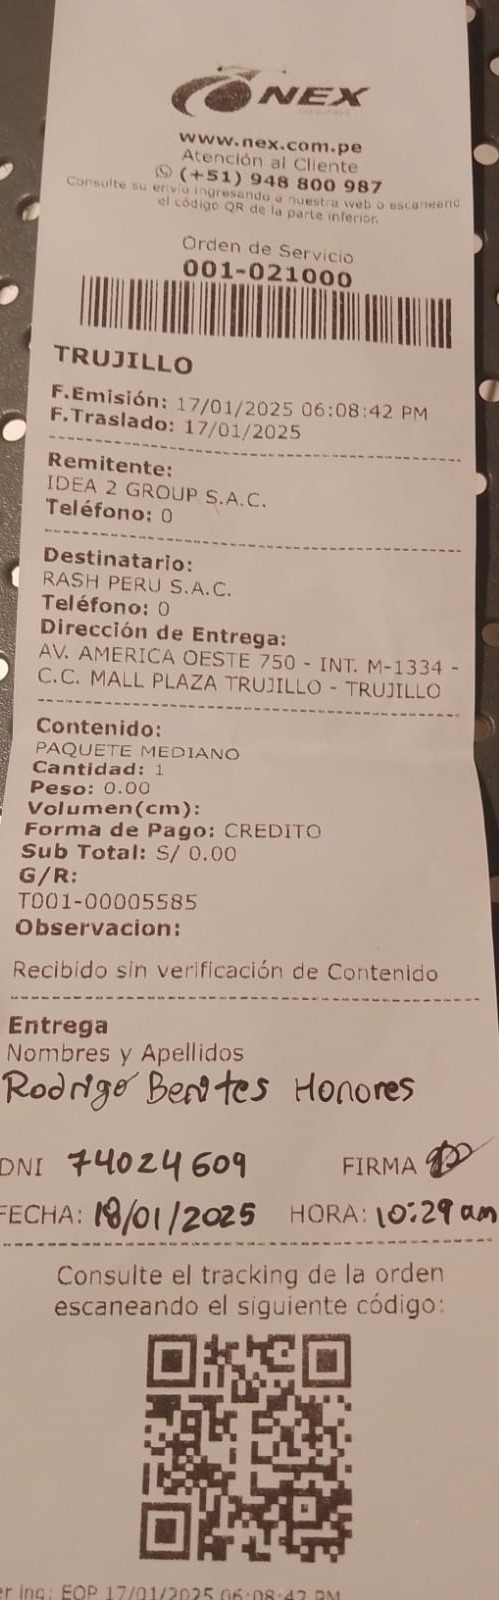 NEX
www.nex.com.pe
Atención al Cliente
(+51) 948 800 987
Consulte su envío ingresando a nuestra web o escaneand
el código QR de la parte inferior.
Orden de Servicio
001-021000
TRUJILLO
F.Emisión: 17/01/2025 06:08:42 PM
F.Traslado: 17/01/2025
Remitente:
IDEA 2 GROUP S.A.C.
Teléfono: 0
Destinatario:
RASH PERU S.A.C.
Teléfono: 0
Dirección de Entrega:
AV. AMERICA OESTE 750 - INT. M-1334 -
C.C. MALL PLAZA TRUJILLO - TRUJILLO
Contenido:
PAQUETE MEDIANO
Cantidad: 1
Peso: 0.00
Volumen(cm):
Forma de Pago: CREDITO
Sub Total: S/ 0.00
G/R:
T001-00005585
Observacion:
Recibido sin verificación de Contenido
Entrega
Nombres y Apellidos
Rodrigo Benites Honores
DNI 74024609 FIRMA
FECHA: 18/01/2025 HORA: 10:29 am
Consulte el tracking de la orden
escaneando el siguiente código:
er ing: EOP 17/01/2025 06:08:42 PM